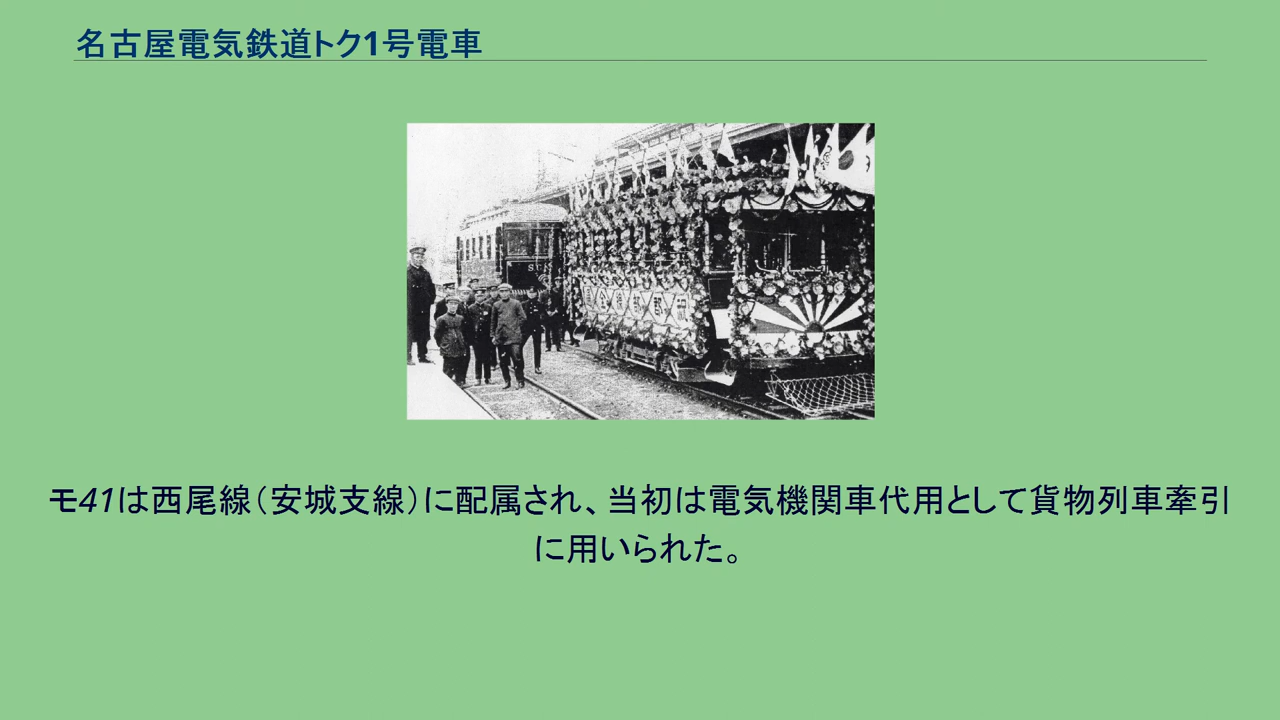 名古屋電気鉄道トク1号電車
モ41は西尾線（安城支線）に配属され、当初は電気機関車代用として貨物列車牽引
に用いられた。